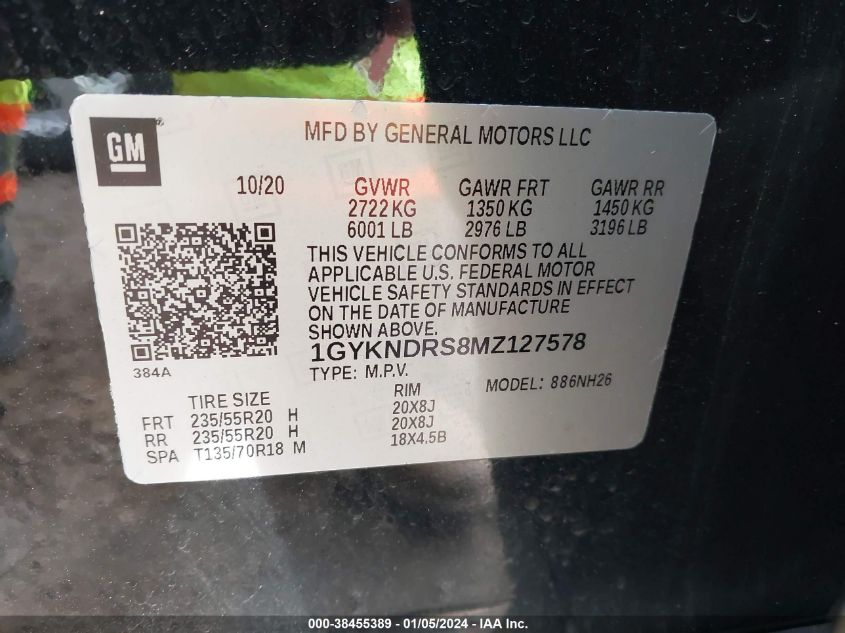 GM
MFD BY GENERAL MOTORS LLC
10/20 GVWR GAWR FRT GAWR RR
2722 KG 1350 KG 1450 KG
6001 LB 2976 LB 3196 LB
THIS VEHICLE CONFORMS TO ALL
APPLICABLE U.S. FEDERAL MOTOR
VEHICLE SAFETY STANDARDS IN EFFECT
ON THE DATE OF MANUFACTURE
SHOWN ABOVE.
1GYKNDRS8MZ127578
384A
TYPE: M.P.V. MODEL: 886NH26
TIRE SIZE RIM
FRT 235/55R20 H 20X8J
RR 235/55R20 H 20X8J
SPA T135/70R18 M 18X4.5B
000-38455389 - 01/05/2024 - IAA Inc.